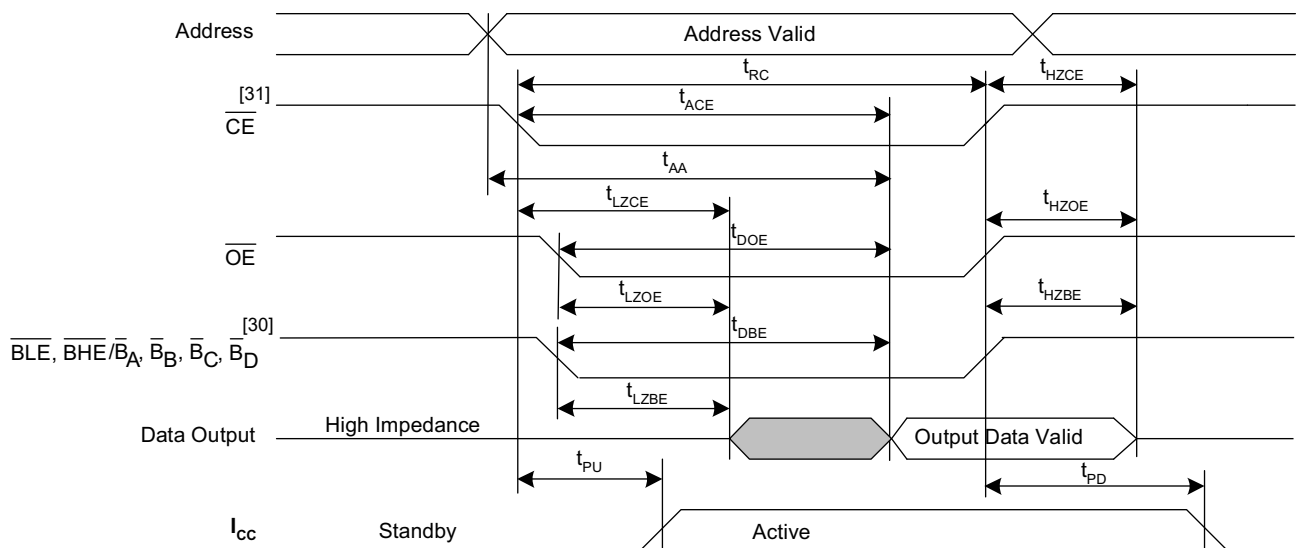 Address
Address Valid
tRC
tHZCE
[31]
CE
tACE
tAA
tLZCE
tHZOE
OE
tDOE
tLZOE
tHZBE
[30]
BLE, BHE/BA, BB, BC, BD
tDBE
tLZBE
Data Output
High Impedance
Output Data Valid
tPU
tPD
ICC
Standby
Active